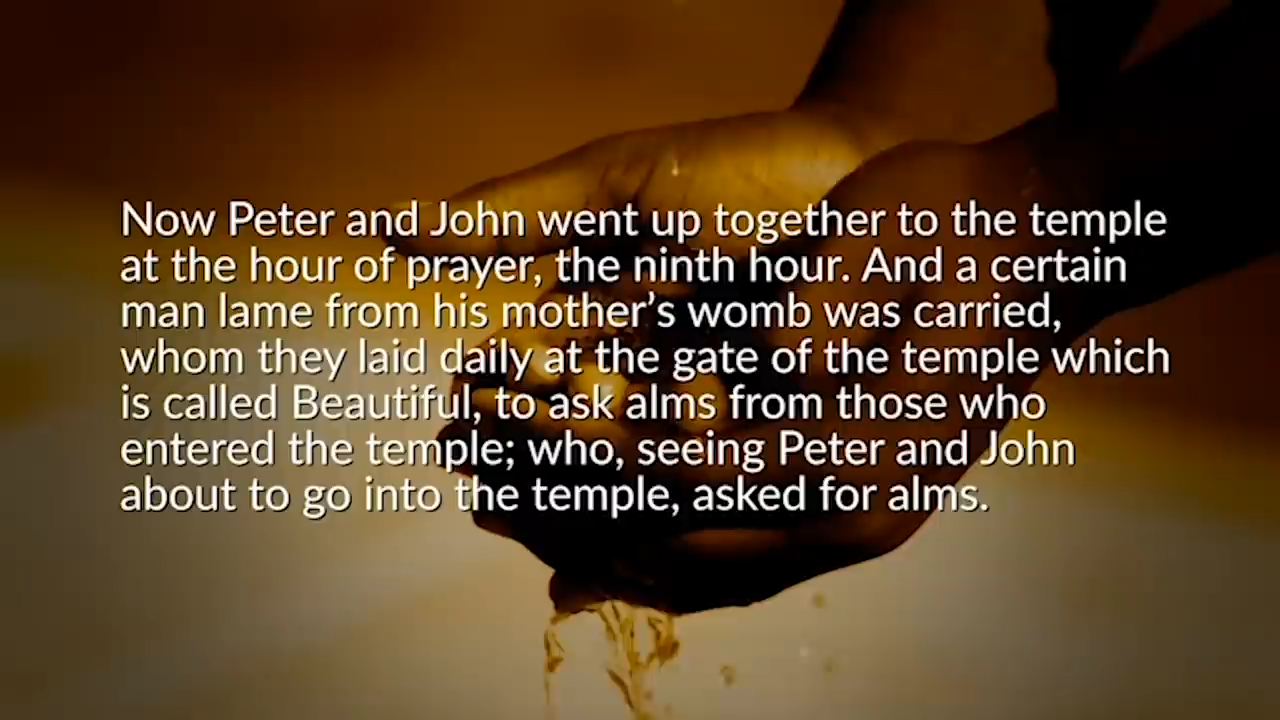 Now Peter and John went up together to the temple
at the hour of prayer, the ninth hour. And a certain
man lame from his mother’s womb was carried,
whom they laid daily at the gate of the temple which
is called Beautiful, to ask alms from those who
entered the temple; who, seeing Peter and John
about to go into the temple, asked for alms.